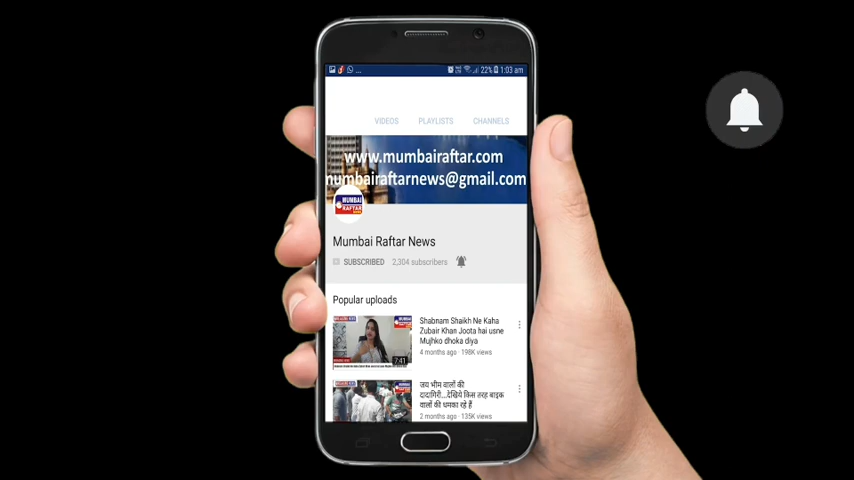 ... 22% 1:03 am
VIDEOS PLAYLISTS CHANNELS
www.mumbairaftar.com
mumbairaftarnews@gmail.com
MUMBAI
RAFTAR
Mumbai Raftar News
SUBSCRIBED 2,304 subscribers
Popular uploads
Shabnam Shaikh Ne Kaha
Zubair Khan Joota hai usne
Mujhko dhoka diya
7:41
4 months ago · 198K views
जय भीम वालों की
दादागिरी...देखिये किस तरह बाइक
वालों की धमका रहे हैं
2 months ago · 135K views